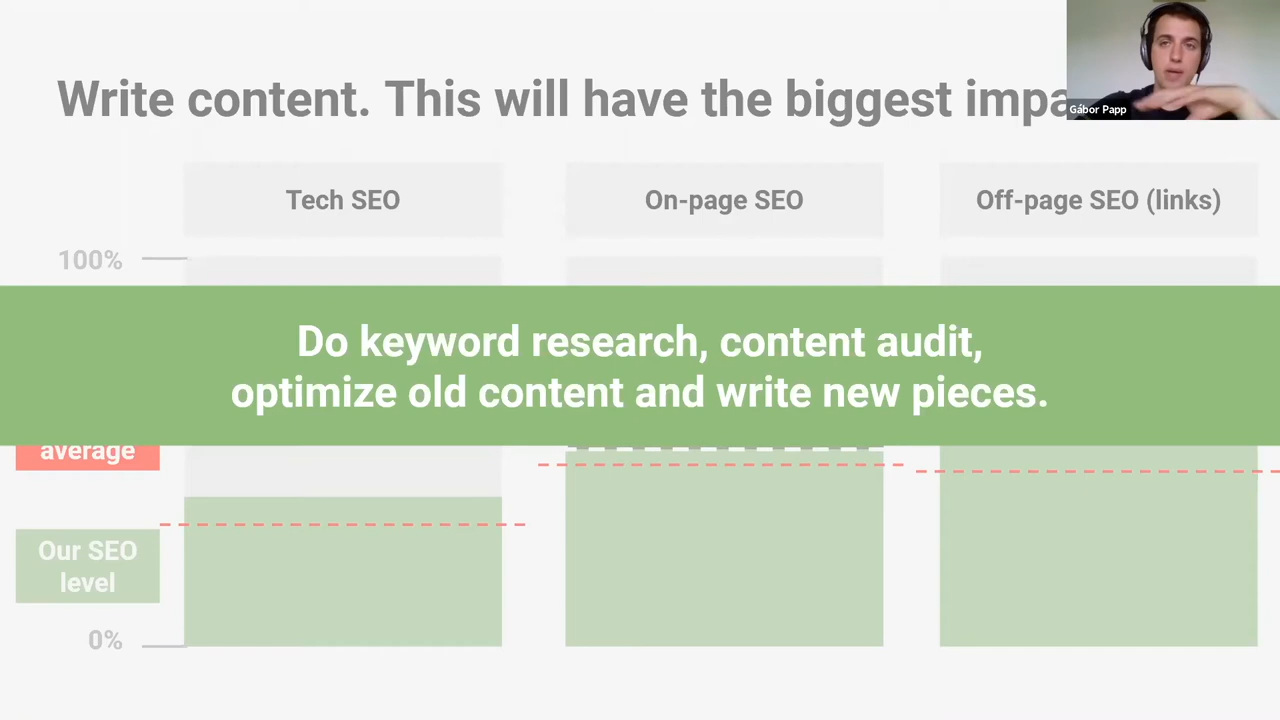 Write content. This will have the biggest
Gábor Papp
Tech SEO
On-page SEO
Off-page SEO (links)
100%
Do keyword research, content audit,
optimize old content and write new pieces.
average
Our SEO
level
0%